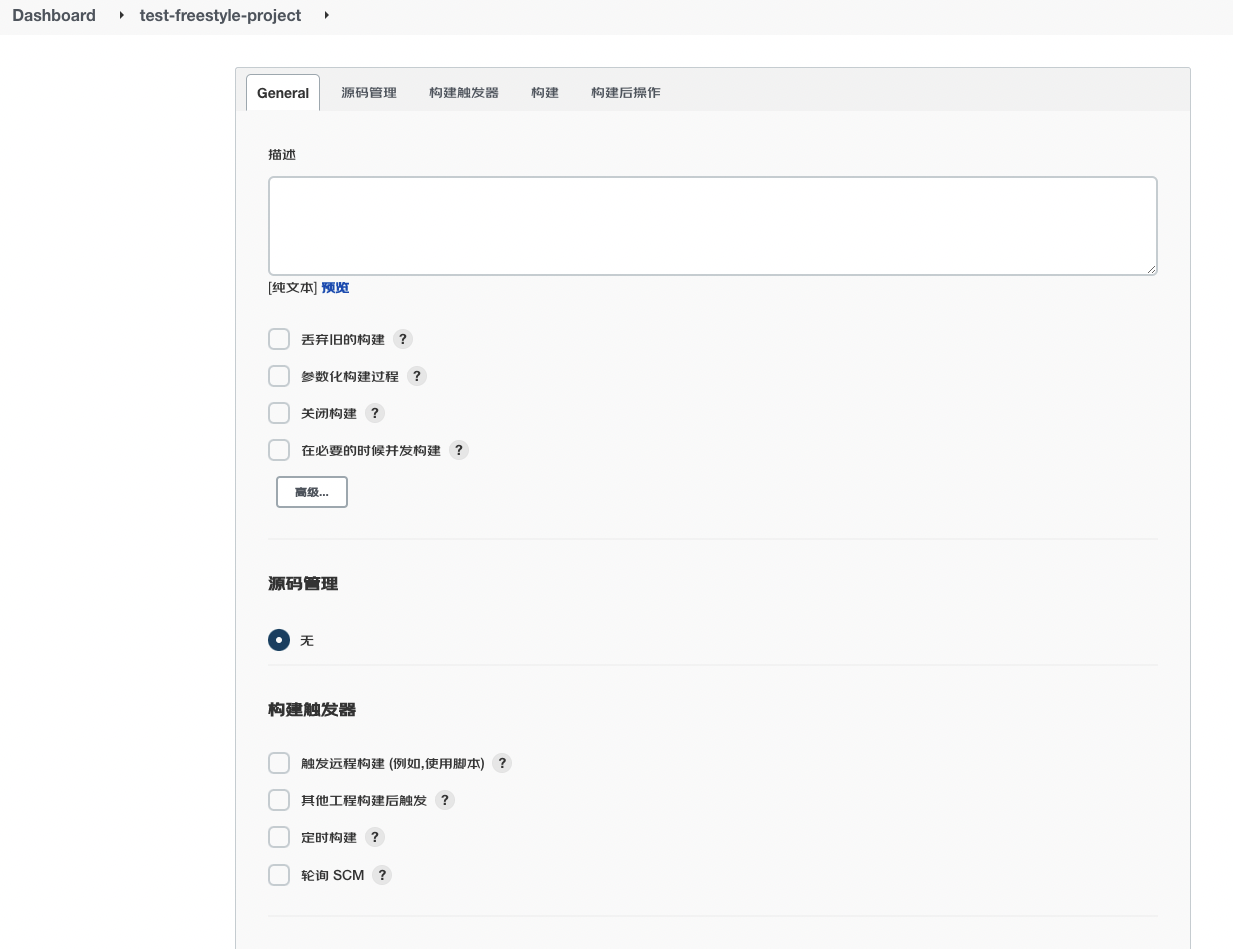 Dashboard test-freestyle-project
General 源码管理 构建触发器 构建 构建后操作
描述
[纯文本] 预览
丢弃旧的构建 ?
参数化构建过程 ?
关闭构建 ?
在必要的时候并发构建 ?
高级...
源码管理
无
构建触发器
触发远程构建 (例如,使用脚本) ?
其他工程构建后触发 ?
定时构建 ?
轮询 SCM ?